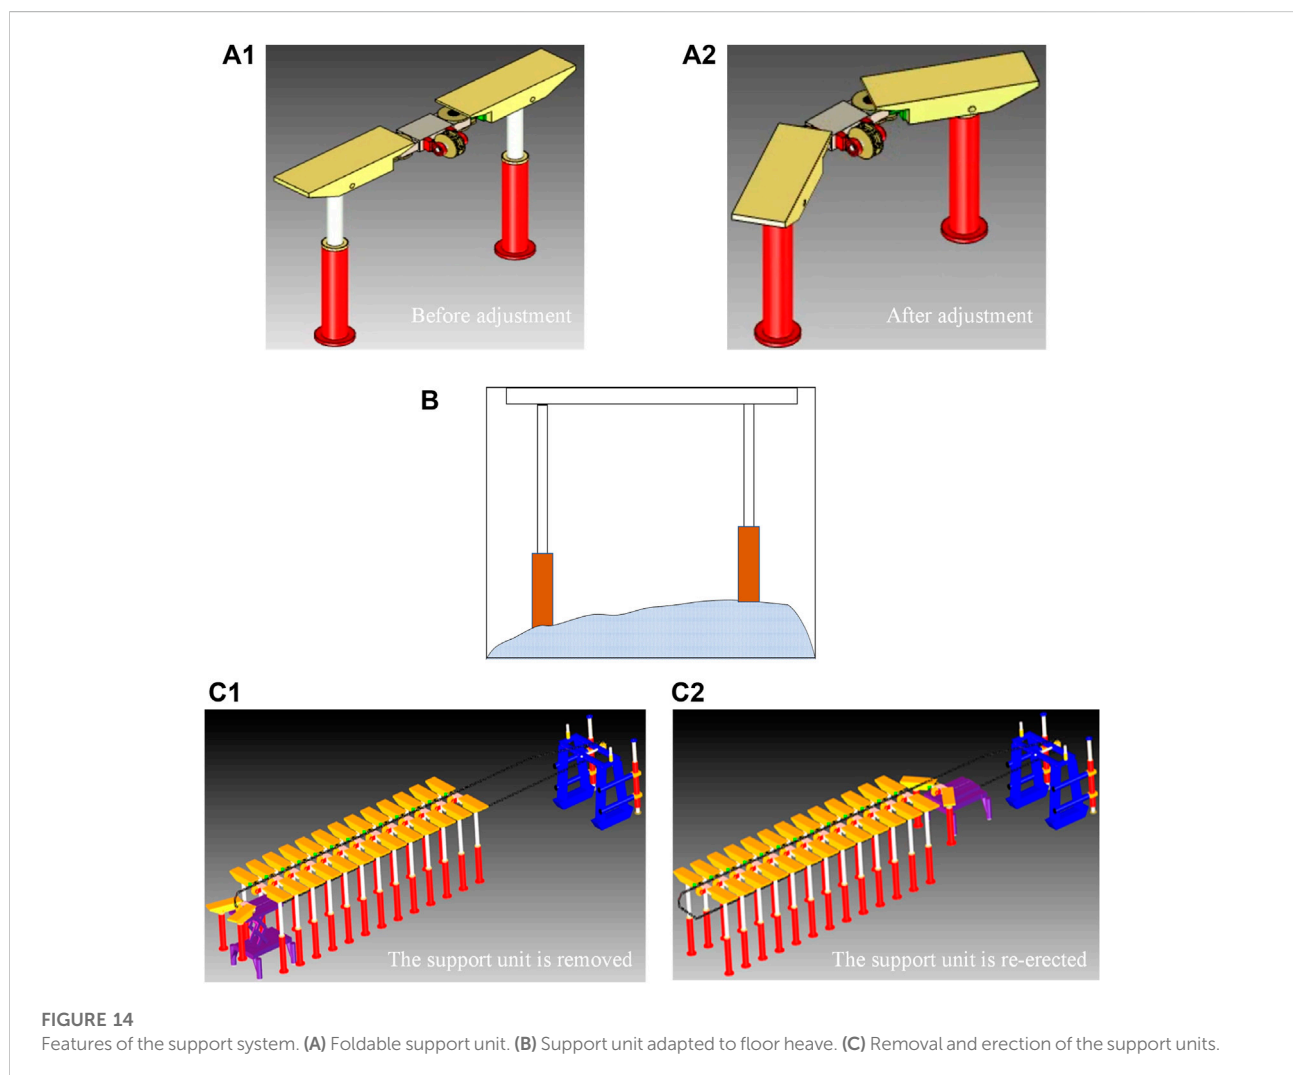 A1
A2
Before adjustment
After adjustment
B
C1
C2
The support unit is removed
The support unit is re-erected
FIGURE 14
Features of the support system. (A) Foldable support unit. (B) Support unit adapted to floor heave. (C) Removal and erection of the support units.